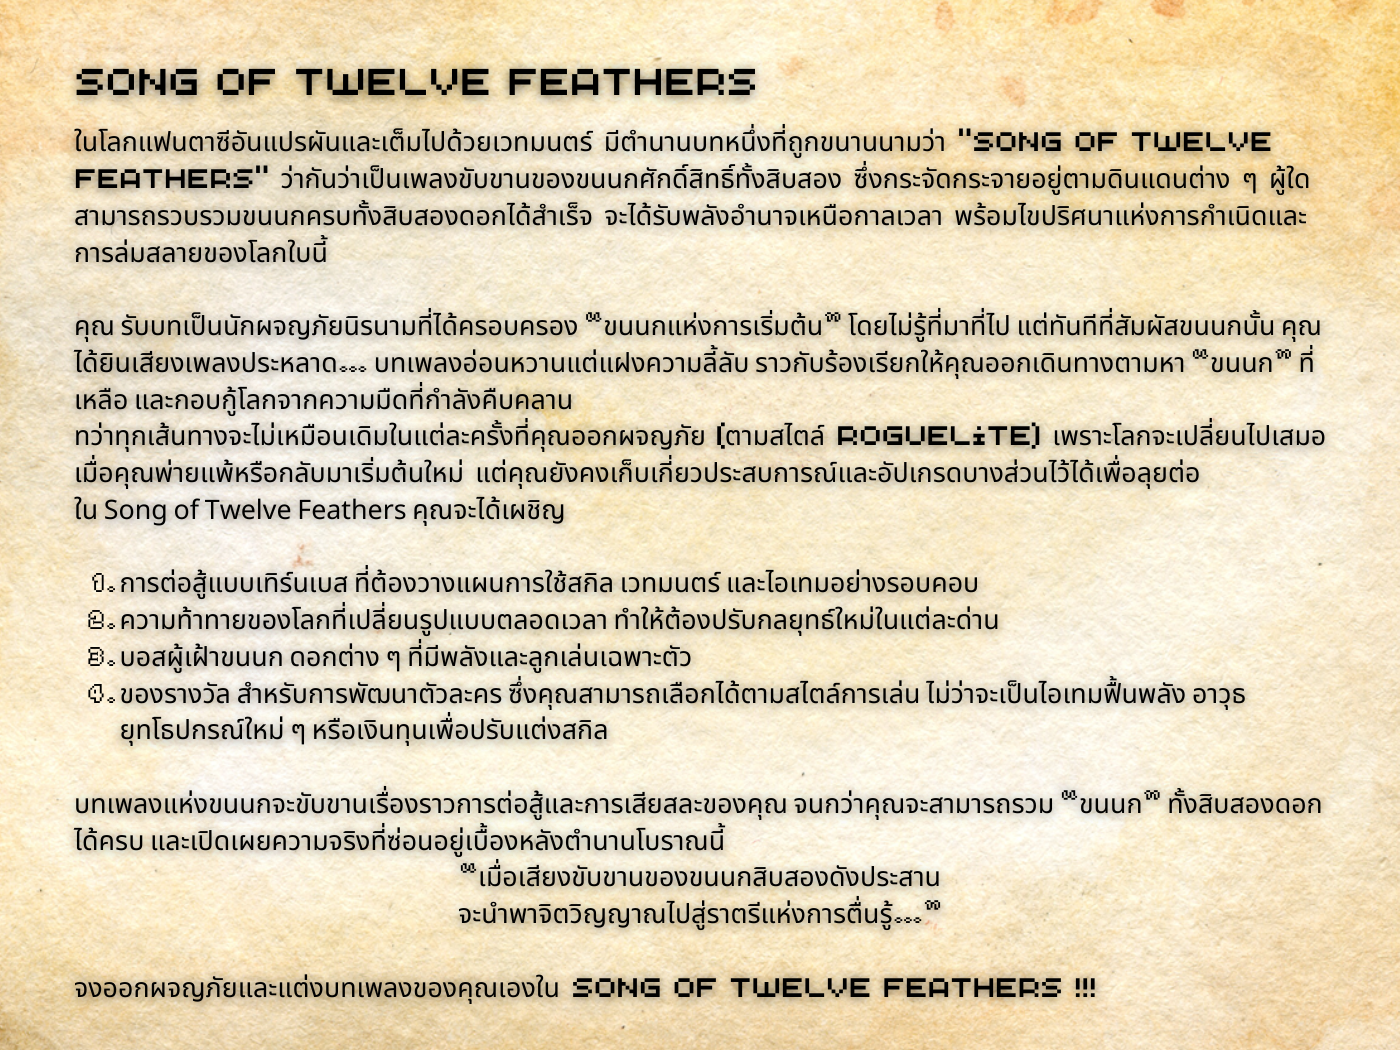 SONG OF TWELVE FEATHERS
ในโลกแฟนตาซีอันแปรผันและเต็มไปด้วยเวทมนตร์ มีตำนานบทหนึ่งที่ถูกขนานนามว่า "SONG OF TWELVE
FEATHERS" ว่ากันว่าเป็นเพลงขับขานของขนนกศักดิ์สิทธิ์ทั้งสิบสอง ซึ่งกระจัดกระจายอยู่ตามดินแดนต่าง ๆ ผู้ใด
สามารถรวบรวมขนนกครบทั้งสิบสองดอกได้สำเร็จ จะได้รับพลังอำนาจเหนือกาลเวลา พร้อมไขปริศนาแห่งการกำเนิดและ
การล่มสลายของโลกใบนี้
คุณ รับบทเป็นนักผจญภัยนิรนามที่ได้ครอบครอง “ขนนกแห่งการเริ่มต้น” โดยไม่รู้ที่มาที่ไป แต่ทันทีที่สัมผัสขนนกนั้น คุณ
ได้ยินเสียงเพลงประหลาด... บทเพลงอ่อนหวานแต่แฝงความลี้ลับ ราวกับร้องเรียกให้คุณออกเดินทางตามหา “ขนนก” ที่
เหลือ และกอบกู้โลกจากความมืดที่กำลังคืบคลาน
ทว่าทุกเส้นทางจะไม่เหมือนเดิมในแต่ละครั้งที่คุณออกผจญภัย (ตามสไตล์ ROGUELiTE) เพราะโลกจะเปลี่ยนไปเสมอ
เมื่อคุณพ่ายแพ้หรือกลับมาเริ่มต้นใหม่ แต่คุณยังคงเก็บเกี่ยวประสบการณ์และอัปเกรดบางส่วนไว้ได้เพื่อลุยต่อ
ใน Song of Twelve Feathers คุณจะได้เผชิญ
1. การต่อสู้แบบเทิร์นเบส ที่ต้องวางแผนการใช้สกิล เวทมนตร์ และไอเทมอย่างรอบคอบ
2. ความท้าทายของโลกที่เปลี่ยนรูปแบบตลอดเวลา ทำให้ต้องปรับกลยุทธ์ใหม่ในแต่ละด่าน
3. บอสผู้เฝ้าขนนก ดอกต่าง ๆ ที่มีพลังและลูกเล่นเฉพาะตัว
4. ของรางวัล สำหรับการพัฒนาตัวละคร ซึ่งคุณสามารถเลือกได้ตามสไตล์การเล่น ไม่ว่าจะเป็นไอเทมฟื้นพลัง อาวุธ
ยุทโธปกรณ์ใหม่ ๆ หรือเงินทุนเพื่อปรับแต่งสกิล
บทเพลงแห่งขนนกจะขับขานเรื่องราวการต่อสู้และการเสียสละของคุณ จนกว่าคุณจะสามารถรวม “ขนนก” ทั้งสิบสองดอก
ได้ครบ และเปิดเผยความจริงที่ซ่อนอยู่เบื้องหลังตำนานโบราณนี้
“เมื่อเสียงขับขานของขนนกสิบสองดังประสาน
จะนำพาจิตวิญญาณไปสู่ราตรีแห่งการตื่นรู้...”
จงออกผจญภัยและแต่งบทเพลงของคุณเองใน SONG OF TWELVE FEATHERS !!!